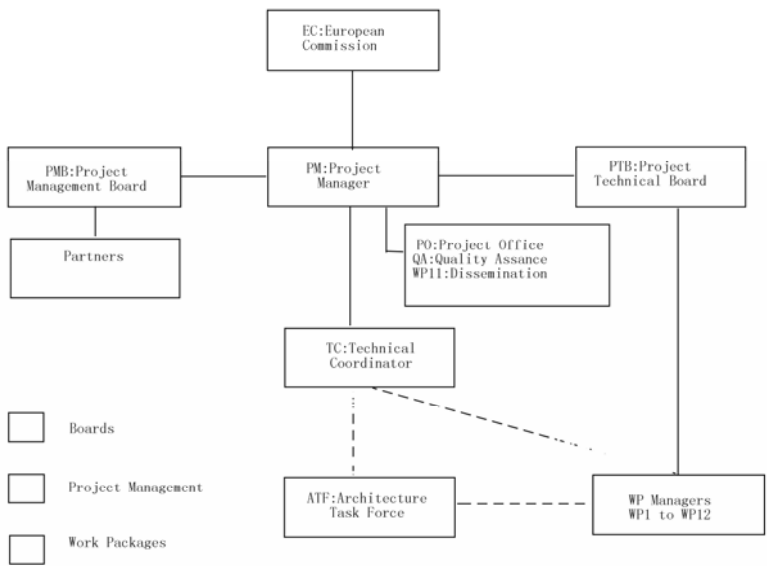 EC:European
Commission
PMB:Project
Management Board
PM:Project
Manager
PTB:Project
Technical Board
Partners
PO:Project Office
QA:Quality Assance
WP11:Dissemination
TC:Technical
Coordinator
Boards
Project Management
Work Packages
ATF:Architecture
Task Force
WP Managers
WP1 to WP12